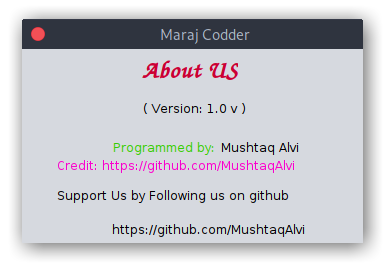 Maraj Codder
About US
( Version: 1.0 v )
Programmed by: Mushtaq Alvi
Credit: https://github.com/MushtaqAlvi
Support Us by Following us on github
https://github.com/MushtaqAlvi